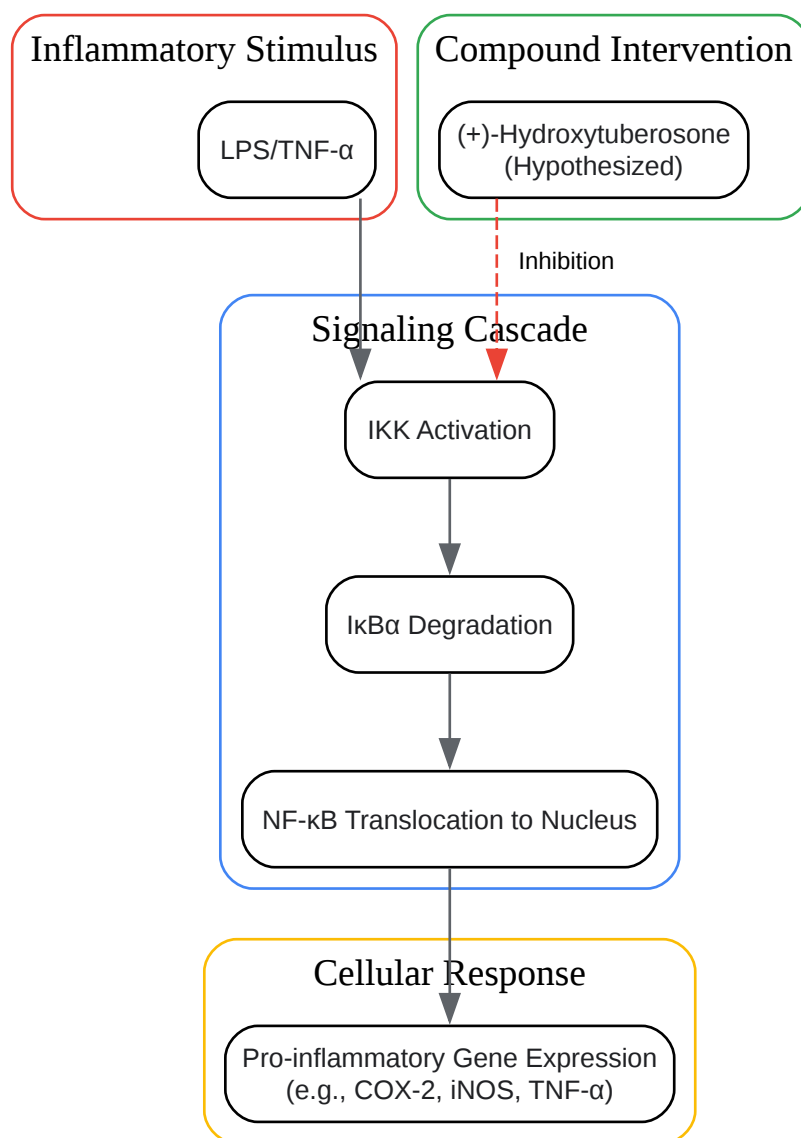 Inflammatory Stimulus
Compound Intervention
LPS/TNF-α
(+)-Hydroxytuberosone
(Hypothesized)
Inhibition
Signaling Cascade
IKK Activation
IκBα Degradation
NF-κB Translocation to Nucleus
Cellular Response
Pro-inflammatory Gene Expression
(e.g., COX-2, iNOS, TNF-α)